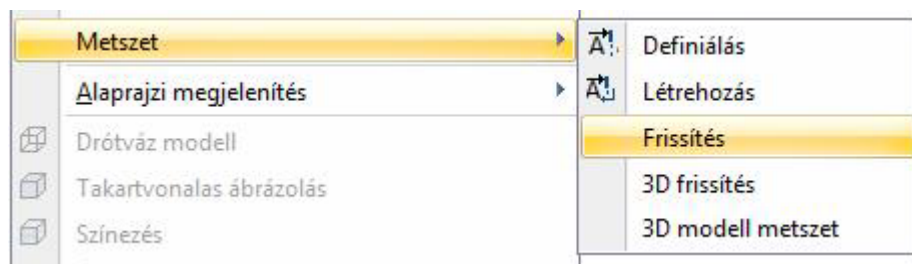 Metszet
Alaprajzi megjelenítés
Drótváz modell
Takartvonalas ábrázolás
Színezés
Definiálás
Létrehozás
Frissítés
3D frissítés
3D modell metszet